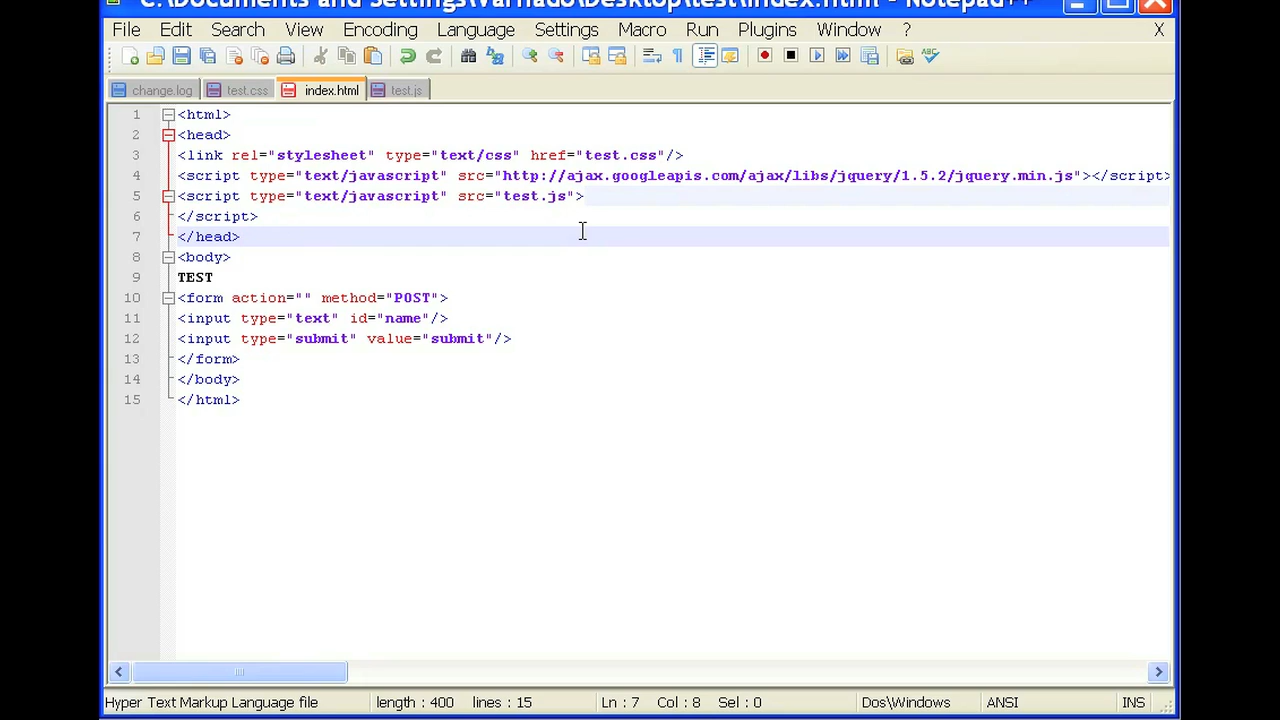 C:\Documents and Settings\Varnado\Desktop\test\index.html - Notepad++
File Edit Search View Encoding Language Settings Macro Run Plugins Window ? X
change.log test.css index.html test.js
1 <html>
2 <head>
3 <link rel="stylesheet" type="text/css" href="test.css"/>
4 <script type="text/javascript" src="http://ajax.googleapis.com/ajax/libs/jquery/1.5.2/jquery.min.js"></script>
5 <script type="text/javascript" src="test.js">
6 </script>
7 </head>
8 <body>
9 TEST
10 <form action="" method="POST">
11 <input type="text" id="name"/>
12 <input type="submit" value="submit"/>
13 </form>
14 </body>
15 </html>
Hyper Text Markup Language file length : 400 lines : 15 Ln : 7 Col : 8 Sel : 0 Dos\Windows ANSI INS